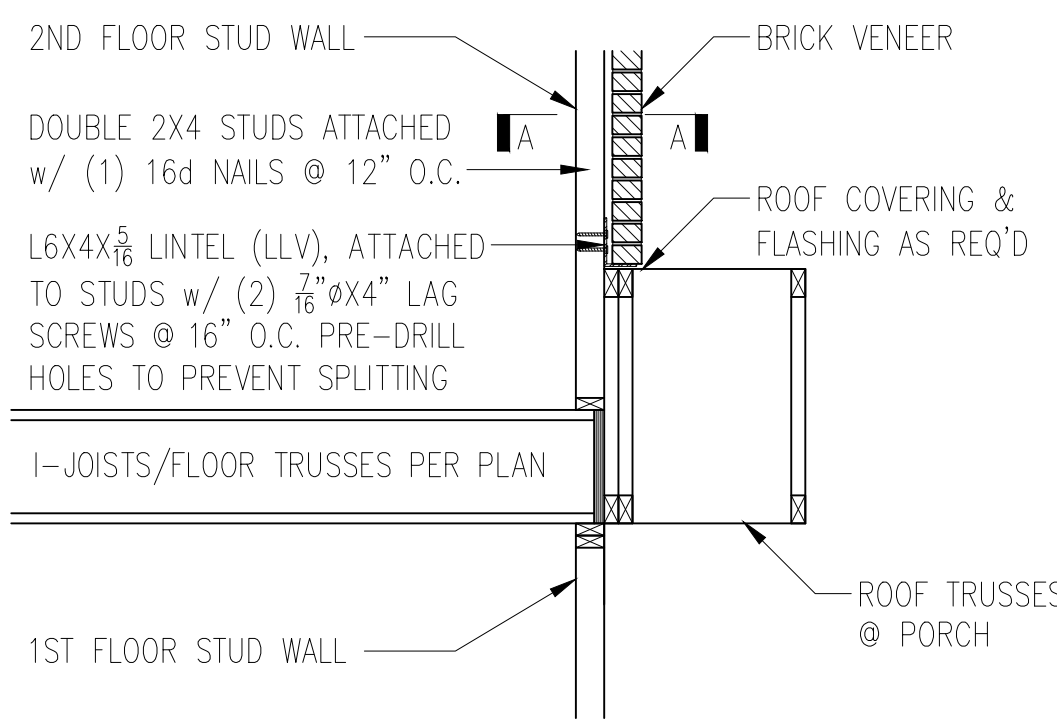 2ND FLOOR STUD WALL
BRICK VENEER
DOUBLE 2X4 STUDS ATTACHED
w/ (1) 16d NAILS @ 12” O.C.
A
A
ROOF COVERING &
FLASHING AS REQ'D
L6X4X5/16 LINTEL (LLV), ATTACHED
TO STUDS w/ (2) 7/16”øX4” LAG
SCREWS @ 16” O.C. PRE-DRILL
HOLES TO PREVENT SPLITTING
I-JOISTS/FLOOR TRUSSES PER PLAN
ROOF TRUSSES
@ PORCH
1ST FLOOR STUD WALL